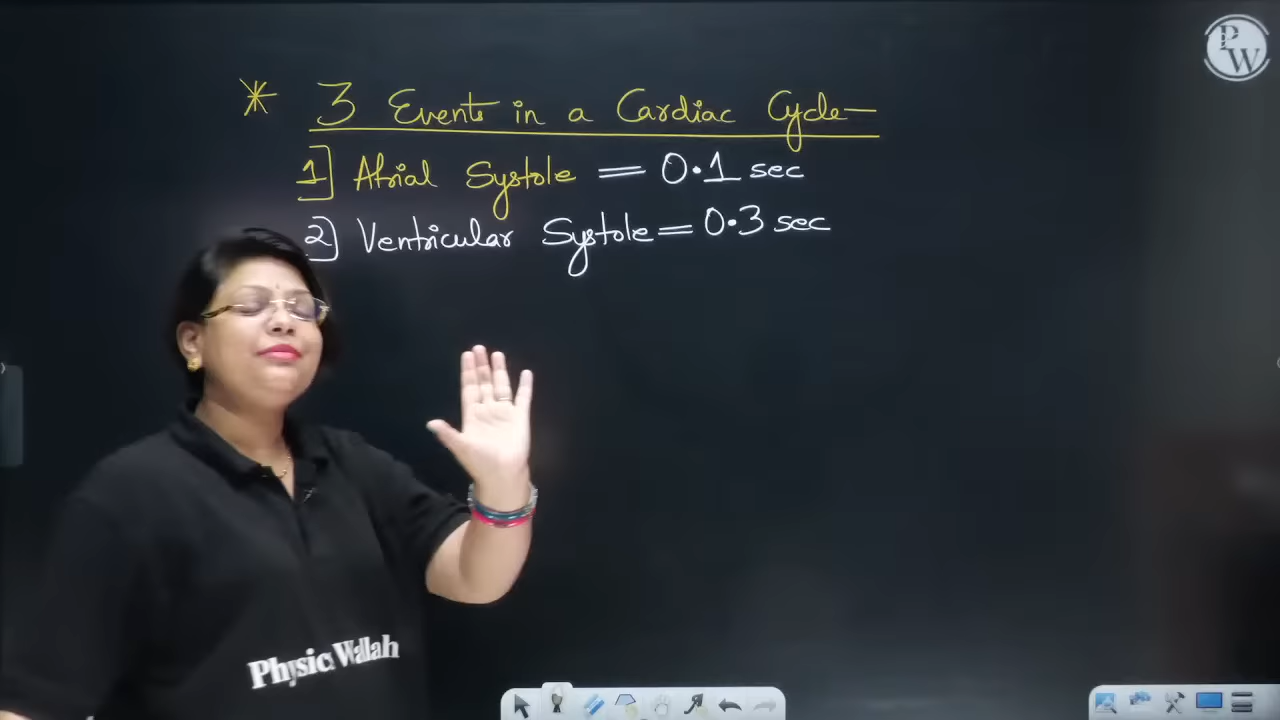 PW
* 3 Events in a Cardiac Cycle—
1] Atrial Systole = 0.1 sec
2] Ventricular Systole = 0.3 sec
Physics Wallah